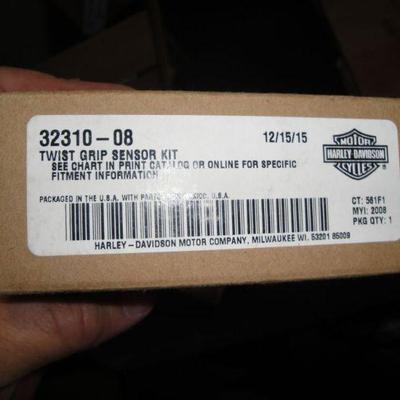 32310-08
12/15/15
TWIST GRIP SENSOR KIT
SEE CHART IN PRINT CATALOG OR ONLINE FOR SPECIFIC
FITMENT INFORMATION
MOTOR
HARLEY-DAVIDSON
CYCLES
PACKAGED IN THE U.S.A. WITH U.S.A.
CT: 561F1
MYI: 2008
PKG QTY: 1
HARLEY-DAVIDSON MOTOR COMPANY, MILWAUKEE WI. 53201 85009